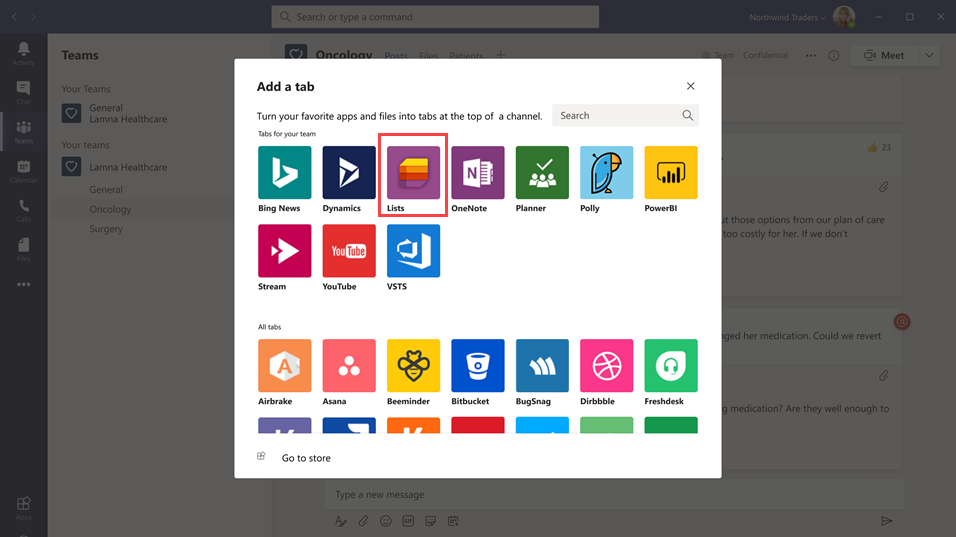 Search or type a command
Northwind Traders
Activity
Chat
Teams
Calendar
Calls
Files
Apps
Teams
Your Teams
General
Lamna Healthcare
Your teams
Lamna Healthcare
General
Oncology
Surgery
Oncology Posts Files Patients
Team Confidential
Meet
23
ut those options from our plan of care
too costly for her. If we don't
nged her medication. Could we revert
ng medication? Are they well enough to
Type a new message
GIF
Add a tab
Turn your favorite apps and files into tabs at the top of a channel.
Search
Tabs for your team
N
Bing News Dynamics Lists OneNote Planner Polly PowerBI
YouTube
Stream YouTube VSTS
All tabs
A
Airbrake Asana Beeminder Bitbucket BugSnag Dirbbble Freshdesk
Go to store